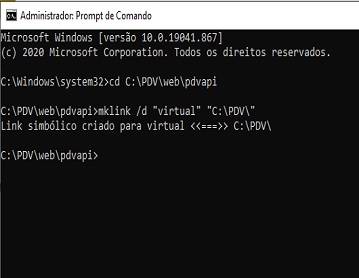 Administrador: Prompt de Comando
Microsoft Windows [versão 10.0.19041.867]
(c) 2020 Microsoft Corporation. Todos os direitos reservados.
C:\Windows\system32>cd C:\PDV\web\pdvapi
C:\PDV\web\pdvapi>mklink /d "virtual" "C:\PDV\"
Link simbólico criado para virtual <<===>> C:\PDV\
C:\PDV\web\pdvapi>